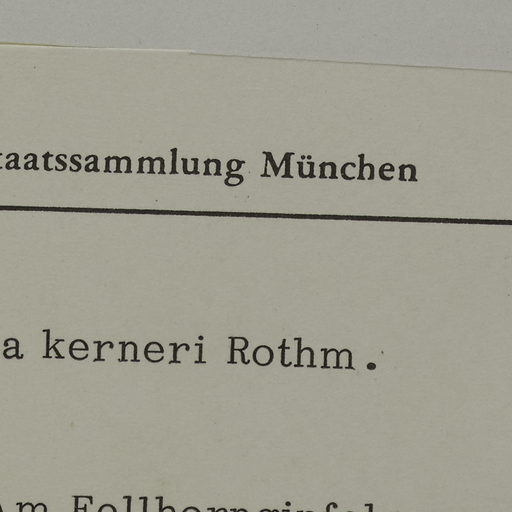 taatssammlung München
a kerneri Rothm.